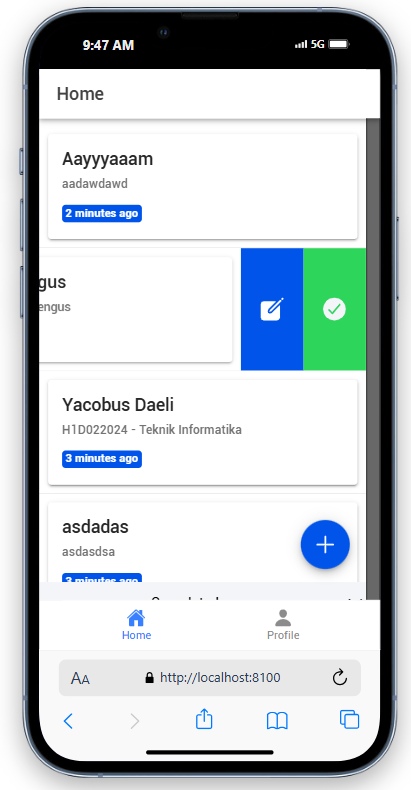 9:47 AM
5G
Home
Aayyyaaam
aadawdawd
2 minutes ago
gus
engus
Yacobus Daeli
H1D022024 - Teknik Informatika
3 minutes ago
asdadas
asdasdsa
3 minutes ago
Home
Profile
AA
http://localhost:8100